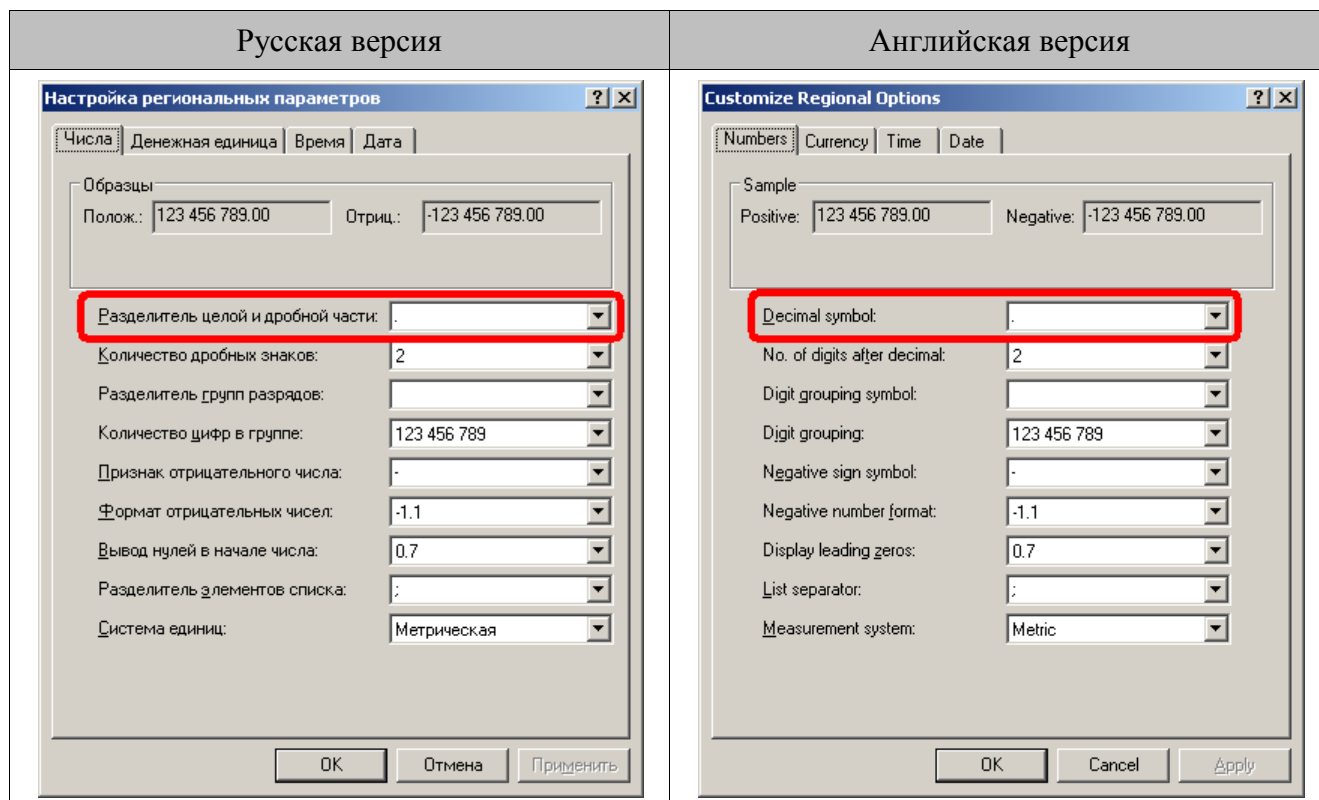 Русская версия
Английская версия
Настройка региональных параметров
Числа Денежная единица Время Дата
Образцы
Полож.: 123 456 789.00 Отриц.: -123 456 789.00
Разделитель целой и дробной части: .
Количество дробных знаков: 2
Разделитель групп разрядов:
Количество цифр в группе: 123 456 789
Признак отрицательного числа: -
Формат отрицательных чисел: -1.1
Вывод нулей в начале числа: 0.7
Разделитель элементов списка: ;
Система единиц: Метрическая
OK Отмена Применить
Customize Regional Options
Numbers Currency Time Date
Sample
Positive: 123 456 789.00 Negative: -123 456 789.00
Decimal symbol: .
No. of digits after decimal: 2
Digit grouping symbol:
Digit grouping: 123 456 789
Negative sign symbol: -
Negative number format: -1.1
Display leading zeros: 0.7
List separator: ;
Measurement system: Metric
OK Cancel Apply